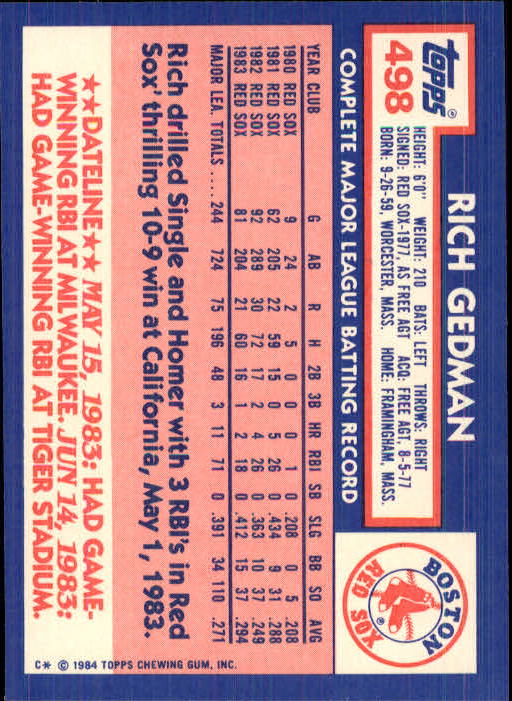 topps®
498
RICH GEDMAN
HEIGHT: 6'0" WEIGHT: 210 BATS: LEFT THROWS: RIGHT
SIGNED: RED SOX-1977, AS FREE AGT ACQ: FREE AGT, 8-5-77
BORN: 9-26-59, WORCESTER, MASS. HOME: FRAMINGHAM, MASS.
BOSTON
RED SOX
COMPLETE MAJOR LEAGUE BATTING RECORD
YEAR CLUB G AB R H 2B 3B HR RBI SB SLG BB SO AVG
1980 RED SOX 9 24 2 5 0 0 0 1 0 .208 0 5 .208
1981 RED SOX 62 205 22 59 15 0 5 26 0 .434 9 31 .288
1982 RED SOX 92 289 30 72 17 2 4 26 0 .363 10 37 .249
1983 RED SOX 81 204 21 60 16 1 2 18 0 .412 15 37 .294
MAJOR LEA. TOTALS .... 244 724 75 196 48 3 11 71 0 .391 34 110 .271
Rich drilled Single and Homer with 3 RBI's in Red
Sox' thrilling 10-9 win at California, May 1, 1983.
★★DATELINE★★ MAY 15, 1983: HAD GAME-
WINNING RBI AT MILWAUKEE. JUN 14, 1983:
HAD GAME-WINNING RBI AT TIGER STADIUM.
C* © 1984 TOPPS CHEWING GUM, INC.